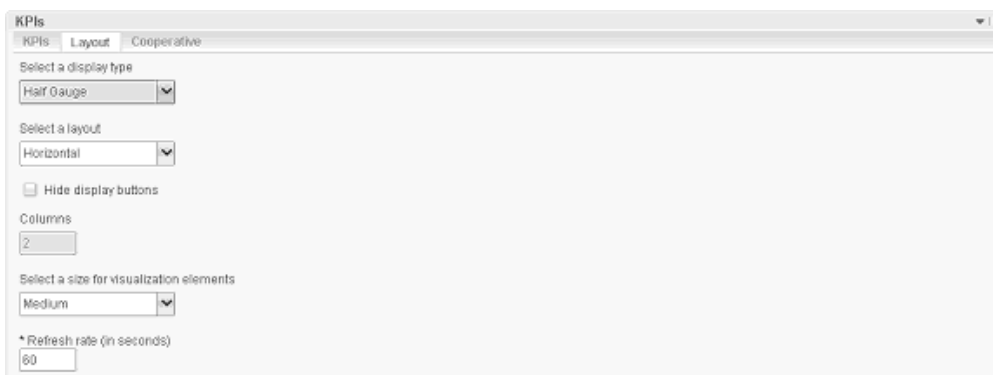 KPIs
KPIs Layout Cooperative
Select a display type
Half Gauge
Select a layout
Horizontal
Hide display buttons
Columns
2
Select a size for visualization elements
Medium
* Refresh rate (in seconds)
60